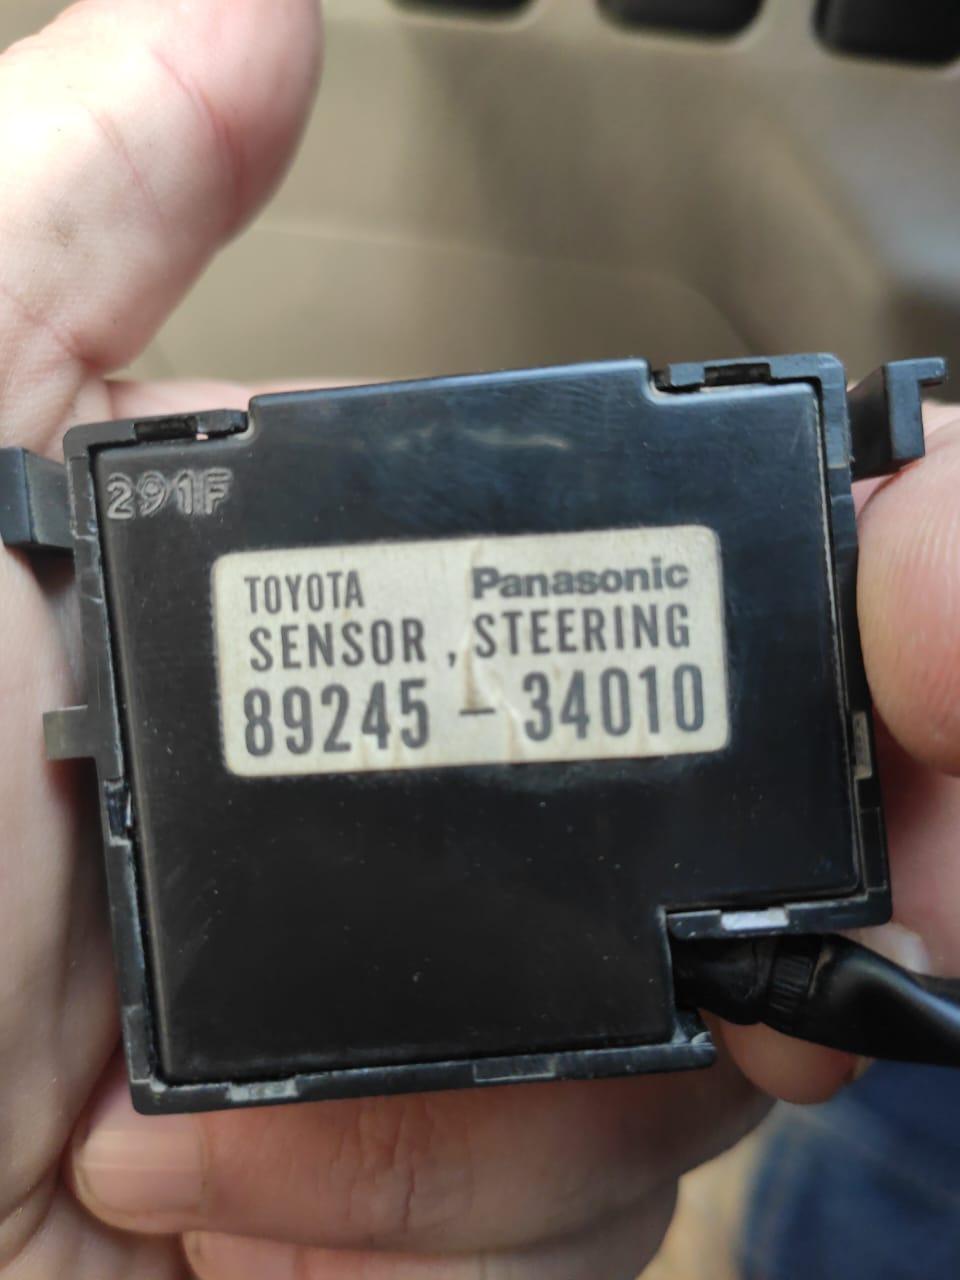 291F
TOYOTA Panasonic
SENSOR , STEERING
89245 - 34010